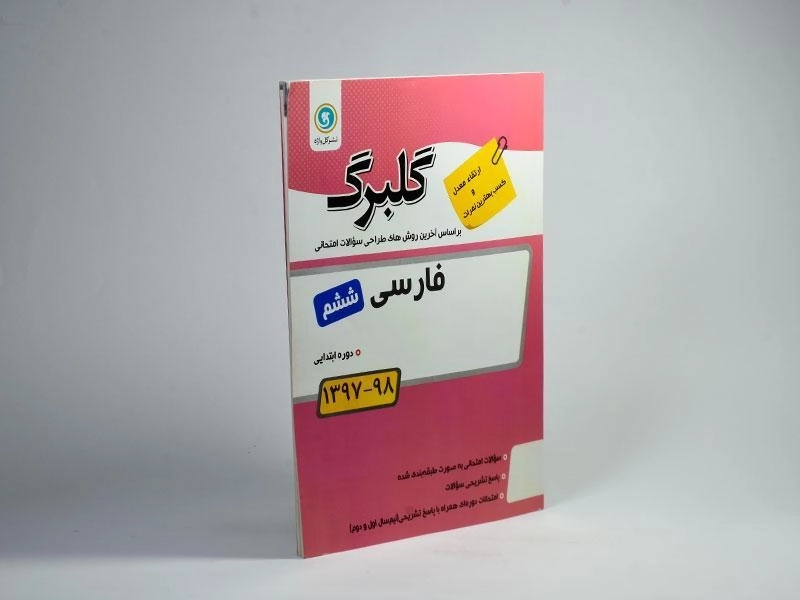 نشر گل واژه
گلبرگ
ارتقاء معدل
و
کسب بهترین نمرات
براساس آخرین روش های طراحی سؤالات امتحانی
فارسی
ششم
دوره ابتدایی
۱۳۹۷-۹۸
سؤالات امتحانی به صورت طبقه‌بندی شده
پاسخ تشریحی سؤالات
امتحانات دوره‌ای همراه با پاسخ تشریحی (نیم‌سال اول و دوم)